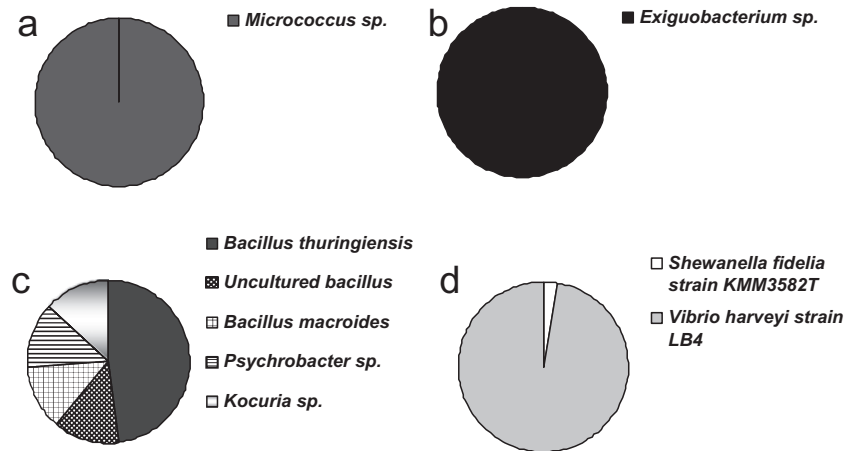 a
Micrococcus sp.
b
Exiguobacterium sp.
c
Bacillus thuringiensis
Uncultured bacillus
Bacillus macroides
Psychrobacter sp.
Kocuria sp.
d
Shewanella fidelia
strain KMM3582T
Vibrio harveyi strain
LB4